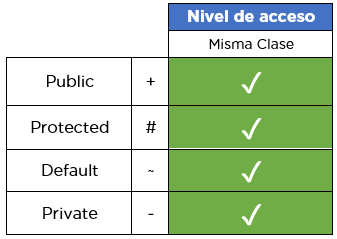 Nivel de acceso
Misma Clase
Public + ✓
Protected # ✓
Default ~ ✓
Private - ✓